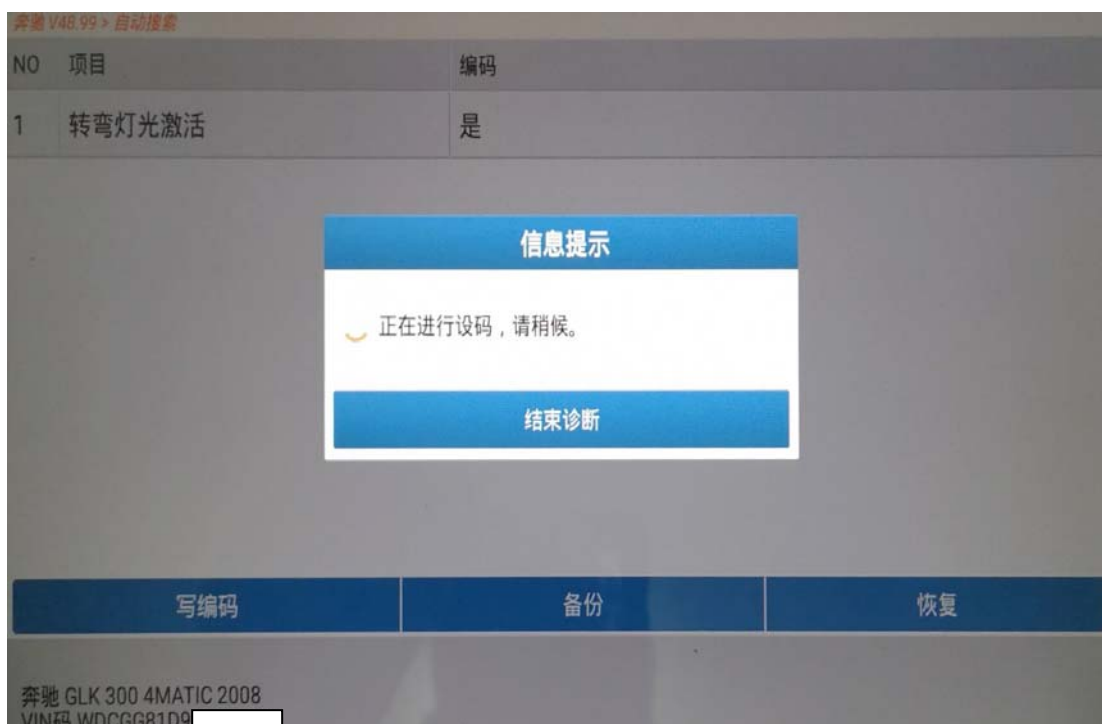 奔驰 V48.99 > 自动搜索
NO 项目 编码
1 转弯灯光激活 是
信息提示
正在进行设码，请稍候。
结束诊断
写编码 备份 恢复
奔驰 GLK 300 4MATIC 2008
VIN码 WDCGG81D9